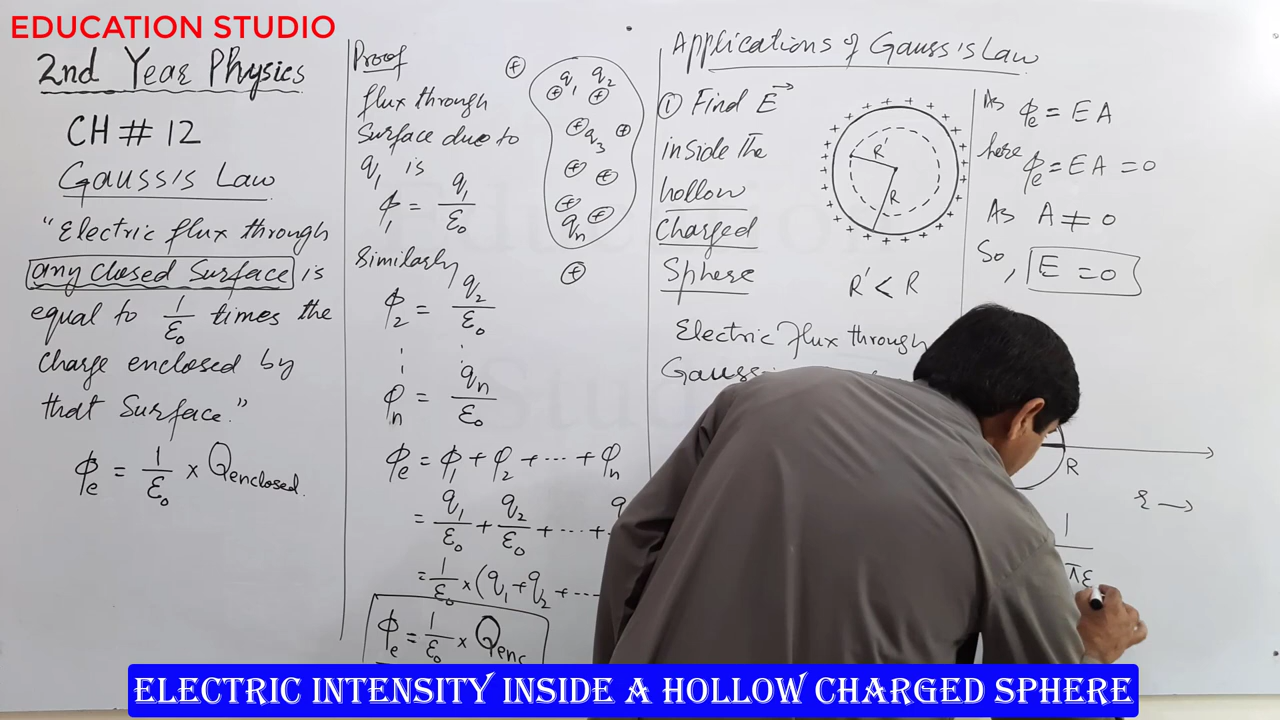 EDUCATION STUDIO
2nd Year Physics
CH # 12
Gauss's Law
"Electric flux through
any Closed Surface is
equal to 1/ε₀ times the
charge enclosed by
that Surface."
φe = 1/ε₀ × Qenclosed.
Proof
flux through
Surface due to
q₁ is
φ₁ = q₁/ε₀
Similarly
φ₂ = q₂/ε₀
⋮ ⋮
φn = qn/ε₀
φe = φ₁ + φ₂ + ... + φn
= q₁/ε₀ + q₂/ε₀ + ... +
= 1/ε₀ × (q₁ + q₂ + ...
φe = 1/ε₀ × Qenc
+
q₁ q₂
+ +
+ q₃ +
+ +
+ +
qn
+
Applications of Gauss's Law
① Find E→
inside the
hollow
Charged
Sphere
R'
R
R' < R
Electric Flux through
As φe = E A
here φe = E A = 0
As A ≠ 0
So, E = 0
R
r →
1
πε
ELECTRIC INTENSITY INSIDE A HOLLOW CHARGED SPHERE